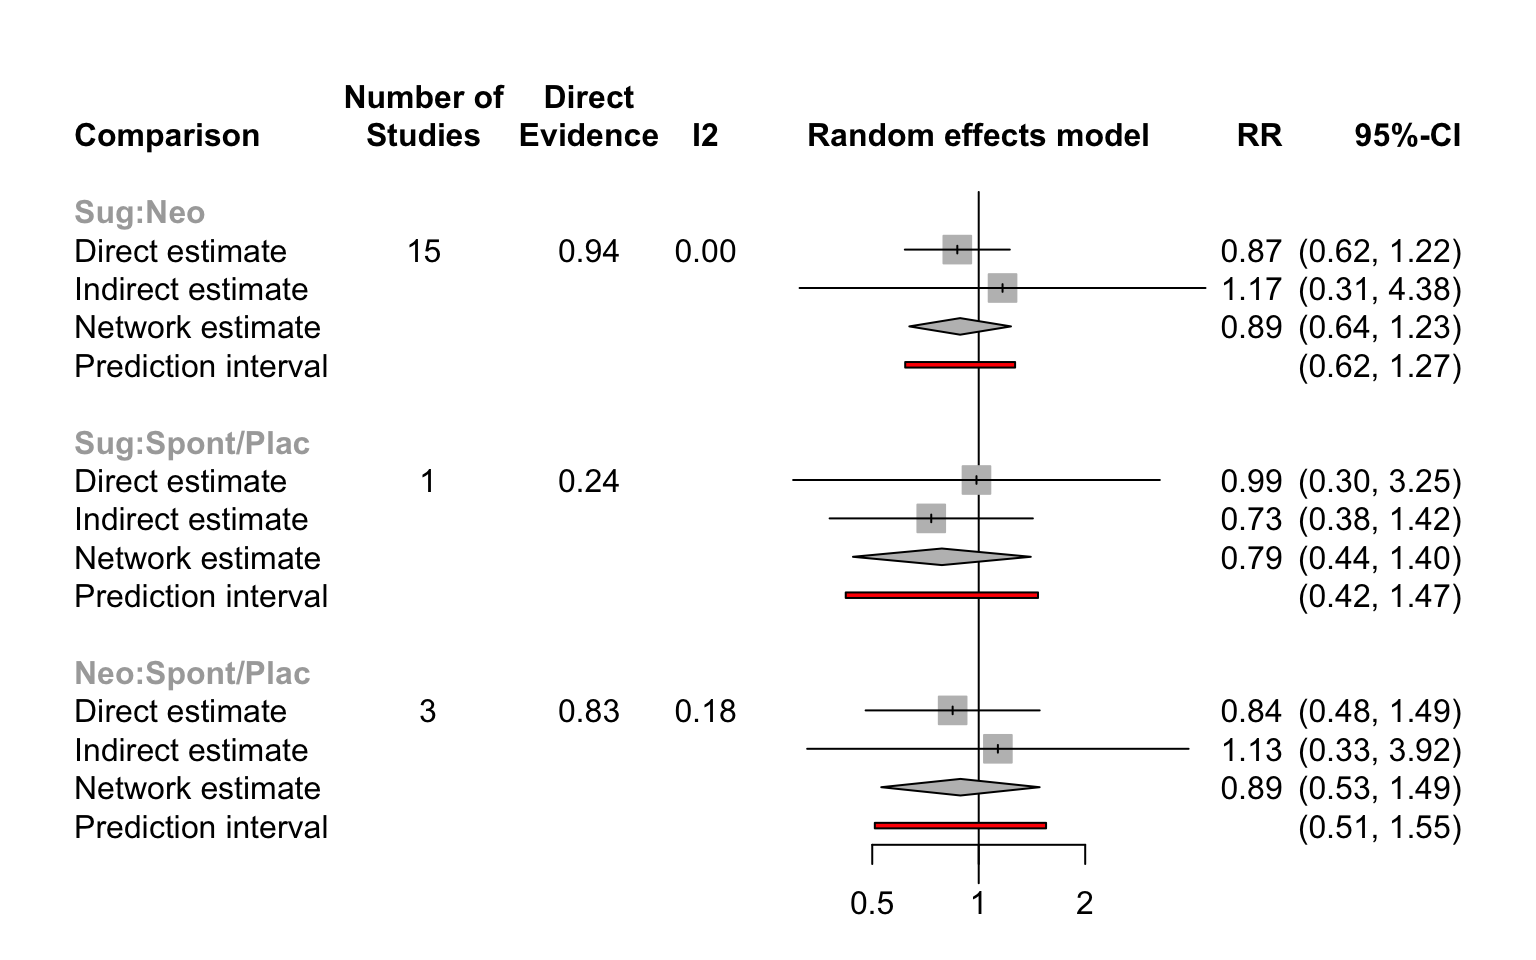 Number of Direct
Comparison Studies Evidence I2 Random effects model RR 95%-CI
Sug:Neo
Direct estimate 15 0.94 0.00 0.87 (0.62, 1.22)
Indirect estimate 1.17 (0.31, 4.38)
Network estimate 0.89 (0.64, 1.23)
Prediction interval (0.62, 1.27)
Sug:Spont/Plac
Direct estimate 1 0.24 0.99 (0.30, 3.25)
Indirect estimate 0.73 (0.38, 1.42)
Network estimate 0.79 (0.44, 1.40)
Prediction interval (0.42, 1.47)
Neo:Spont/Plac
Direct estimate 3 0.83 0.18 0.84 (0.48, 1.49)
Indirect estimate 1.13 (0.33, 3.92)
Network estimate 0.89 (0.53, 1.49)
Prediction interval (0.51, 1.55)
0.5 1 2